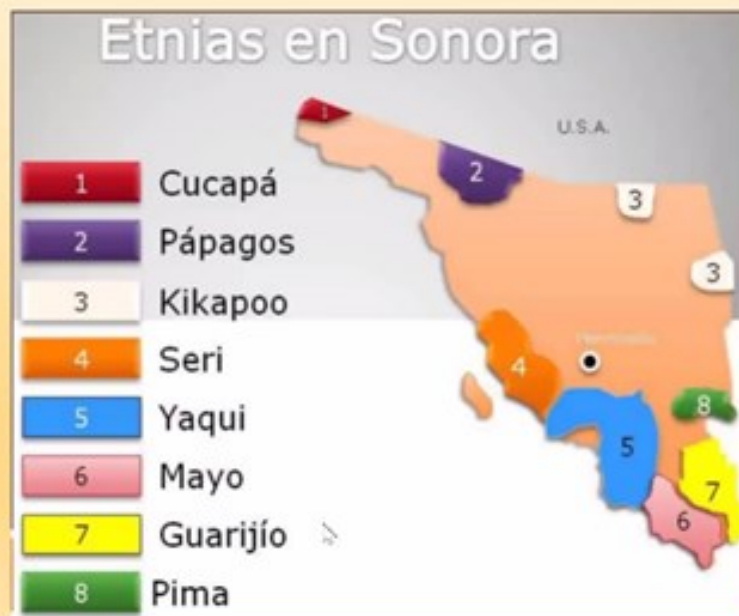 Etnias en Sonora
U.S.A.
1 Cucapá
2 Pápagos
3 Kikapoo
4 Seri
5 Yaqui
6 Mayo
7 Guarijío
8 Pima
1
2
3
3
4
8
5
7
6